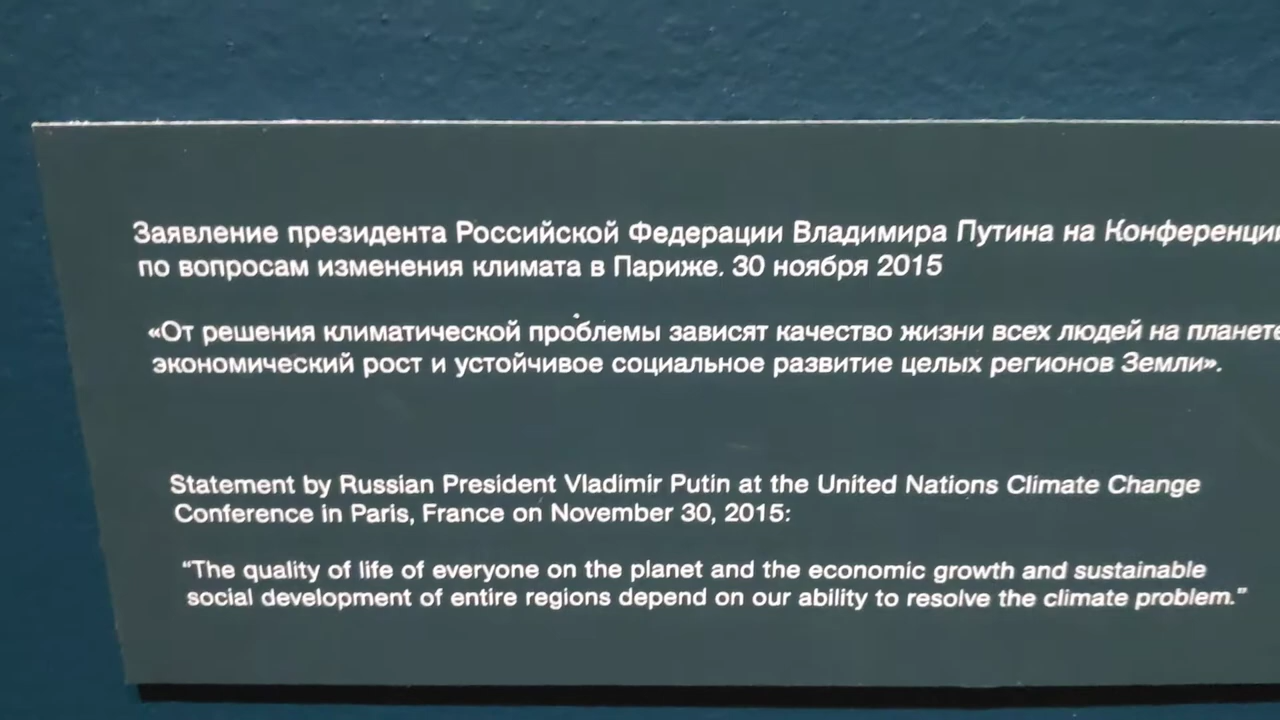 Заявление президента Российской Федерации Владимира Путина на Конференции
по вопросам изменения климата в Париже. 30 ноября 2015
«От решения климатической проблемы зависят качество жизни всех людей на планете
экономический рост и устойчивое социальное развитие целых регионов Земли».
Statement by Russian President Vladimir Putin at the United Nations Climate Change
Conference in Paris, France on November 30, 2015:
“The quality of life of everyone on the planet and the economic growth and sustainable
social development of entire regions depend on our ability to resolve the climate problem.”